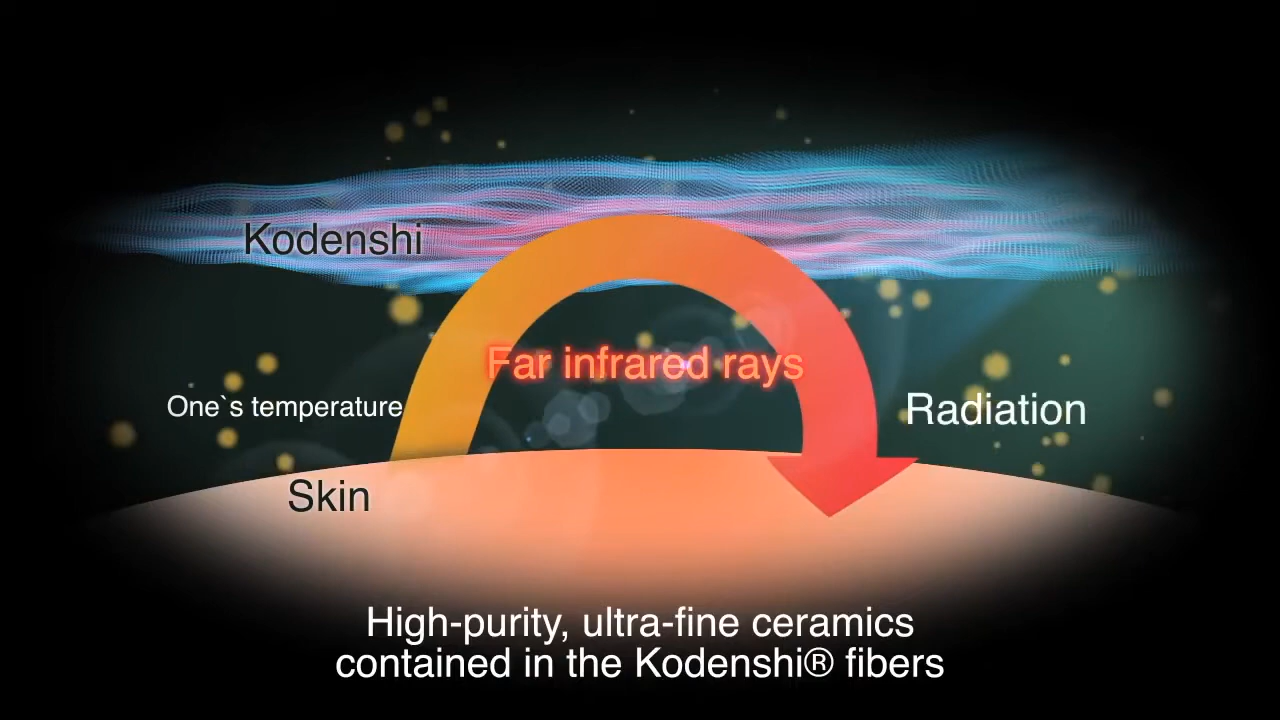 Kodenshi
Far infrared rays
One`s temperature
Radiation
Skin
High-purity, ultra-fine ceramics
contained in the Kodenshi® fibers